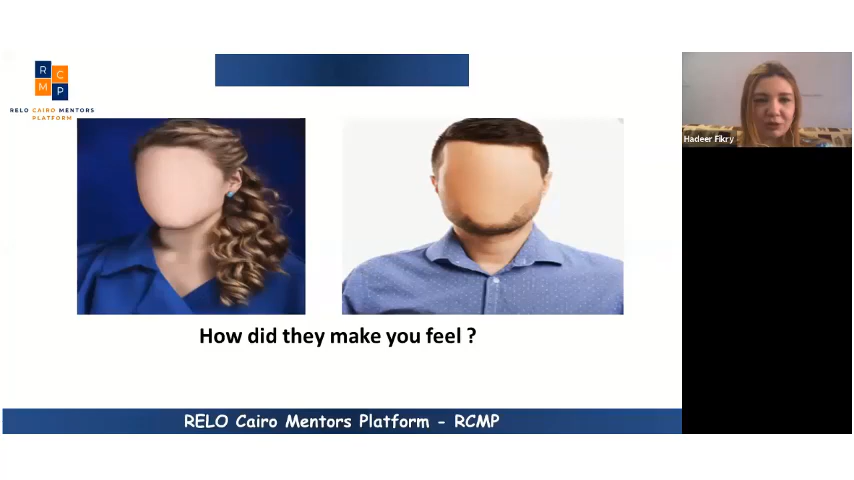 R C
M P
RELO CAIRO MENTORS
PLATFORM
Hadeer Fikry
How did they make you feel ?
RELO Cairo Mentors Platform - RCMP